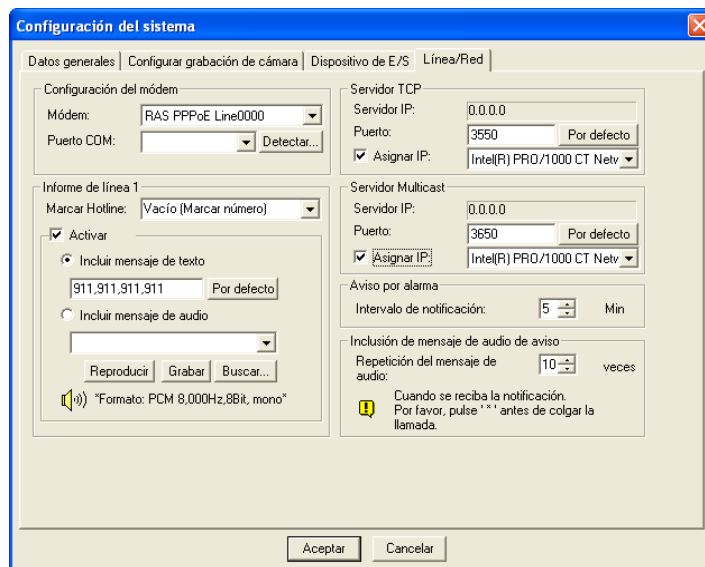 Configuración del sistema
Datos generales
Configurar grabación de cámara
Dispositivo de E/S
Línea/Red
Configuración del módem
Módem:
RAS PPPoE Line0000
Puerto COM:
Detectar...
Informe de línea 1
Marcar Hotline:
Vacío (Marcar número)
Activar
Incluir mensaje de texto
911,911,911,911
Por defecto
Incluir mensaje de audio
Reproducir
Grabar
Buscar...
"Formato: PCM 8,000Hz,8Bit, mono"
Servidor TCP
Servidor IP:
0.0.0.0
Puerto:
3550
Por defecto
Asignar IP:
Intel(R) PRO/1000 CT Netv
Servidor Multicast
Servidor IP:
0.0.0.0
Puerto:
3650
Por defecto
Asignar IP:
Intel(R) PRO/1000 CT Netv
Aviso por alarma
Intervalo de notificación:
5
Min
Inclusión de mensaje de audio de aviso
Repetición del mensaje de
audio:
10
veces
Cuando se reciba la notificación.
Por favor, pulse ' * ' antes de colgar la
llamada.
Aceptar
Cancelar